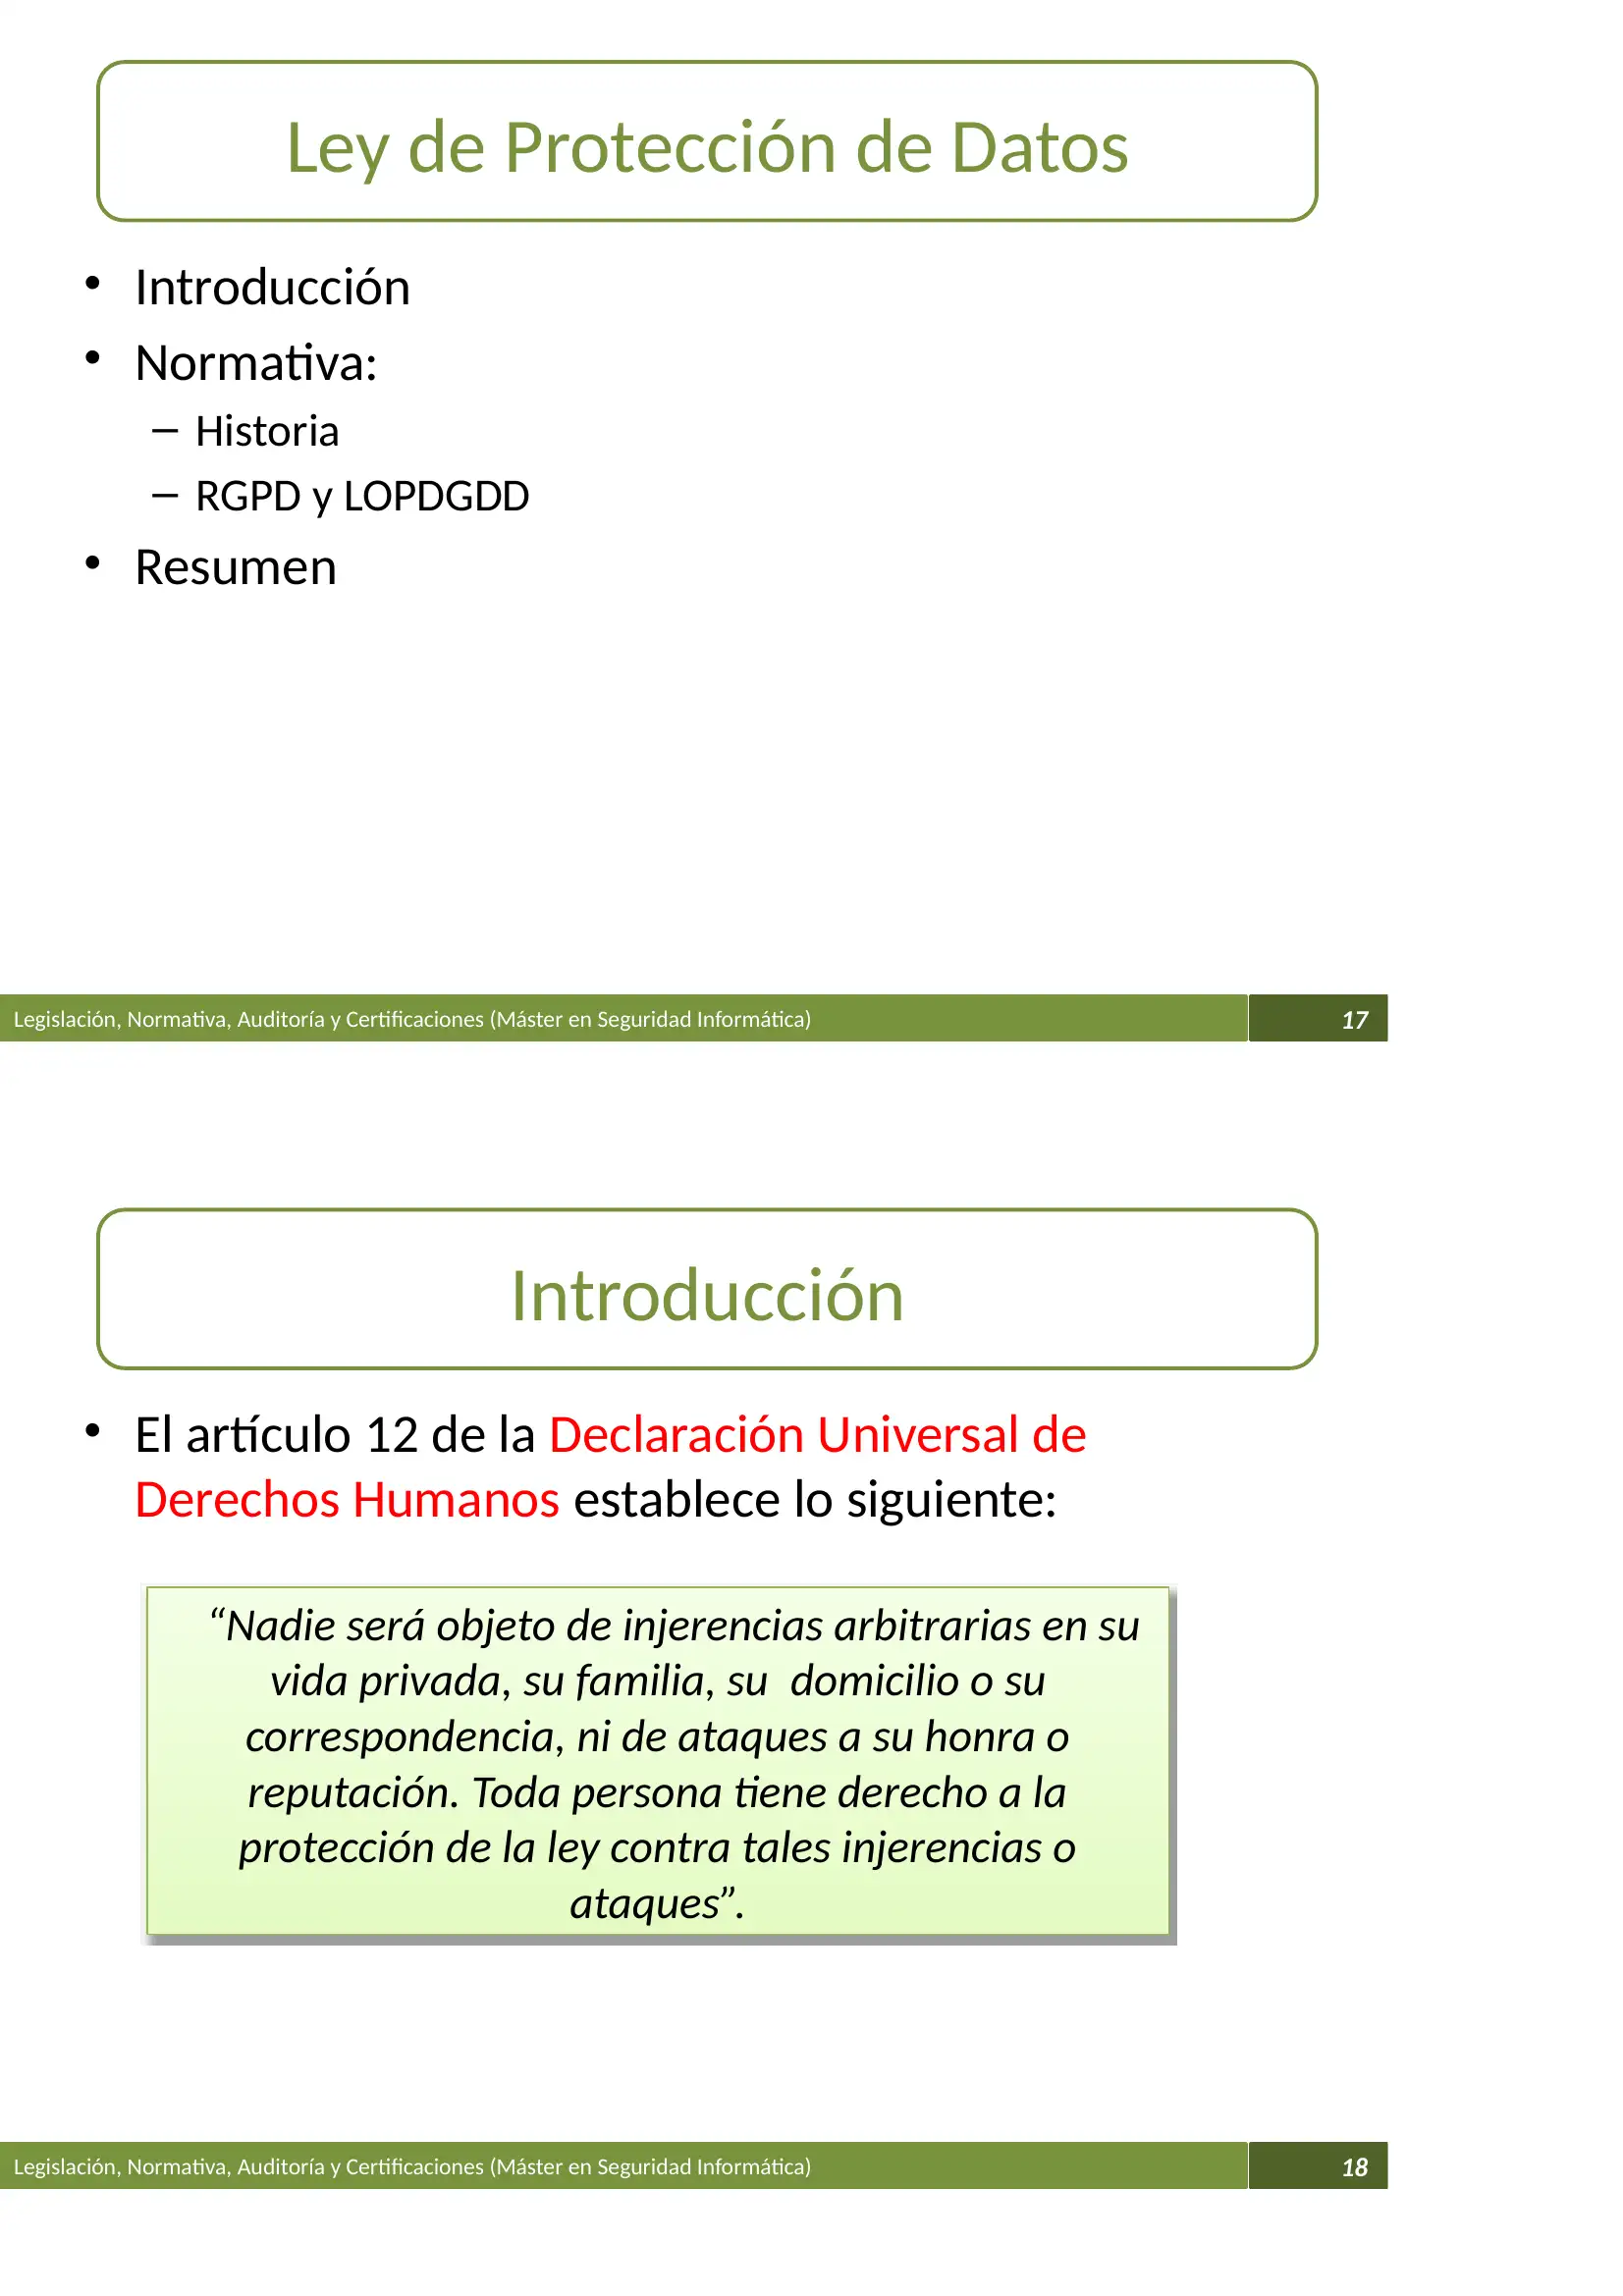 Ley de Protección de Datos
• Introducción
• Normativa:
– Historia
– RGPD y LOPDGDD
• Resumen
Legislación, Normativa, Auditoría y Certificaciones (Máster en Seguridad Informática)
17
Introducción
• El artículo 12 de la Declaración Universal de
Derechos Humanos establece lo siguiente:
“Nadie será objeto de injerencias arbitrarias en su
vida privada, su familia, su  domicilio o su
correspondencia, ni de ataques a su honra o
reputación. Toda persona tiene derecho a la
protección de la ley contra tales injerencias o
ataques”.
Legislación, Normativa, Auditoría y Certificaciones (Máster en Seguridad Informática)
18